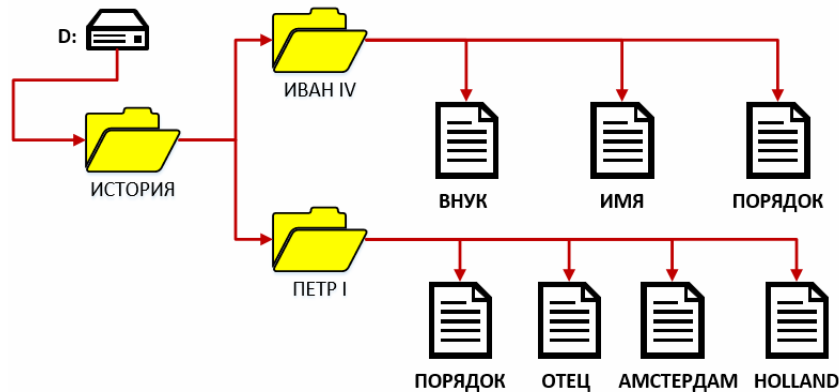 D:
ИВАН IV
ИСТОРИЯ
ВНУК
ИМЯ
ПОРЯДОК
ПЕТР I
ПОРЯДОК
ОТЕЦ
АМСТЕРДАМ
HOLLAND